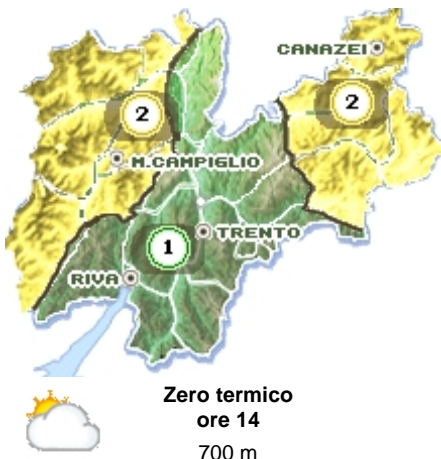 CANAZEI
2
2
M.CAMPIGLIO
1
TRENTO
RIVA
Zero termico
ore 14
700 m